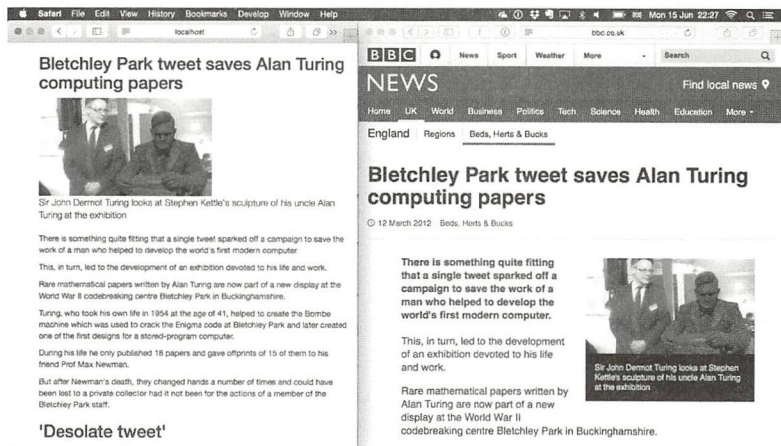 Safari File Edit View History Bookmarks Develop Window Help
Mon 15 Jun 22:27
localhost
Bletchley Park tweet saves Alan Turing
computing papers
Sir John Dermot Turing looks at Stephen Kettle's sculpture of his uncle Alan
Turing at the exhibition
There is something quite fitting that a single tweet sparked off a campaign to save the
work of a man who helped to develop the world's first modern computer.
This, in turn, led to the development of an exhibition devoted to his life and work.
Rare mathematical papers written by Alan Turing are now part of a new display at the
World War II codebreaking centre Bletchley Park in Buckinghamshire.
Turing, who took his own life in 1954 at the age of 41, helped to create the Bombe
machine which was used to crack the Enigma code at Bletchley Park and later created
one of the first designs for a stored-program computer.
During his life he only published 18 papers and gave offprints of 15 of them to his
friend Prof Max Newman.
But after Newman's death, they changed hands a number of times and could have
been lost to a private collector had it not been for the actions of a member of the
Bletchley Park staff.
'Desolate tweet'
bbc.co.uk
BBC News Sport Weather More Search
NEWS
Find local news
Home UK World Business Politics Tech Science Health Education More
England Regions Beds, Herts & Bucks
Bletchley Park tweet saves Alan Turing
computing papers
12 March 2012 Beds, Herts & Bucks
There is something quite fitting
that a single tweet sparked off a
campaign to save the work of a
man who helped to develop the
world's first modern computer.
This, in turn, led to the development
of an exhibition devoted to his life
and work.
Rare mathematical papers written by
Alan Turing are now part of a new
display at the World War II
codebreaking centre Bletchley Park in Buckinghamshire.
Sir John Dermot Turing looks at Stephen
Kettle's sculpture of his uncle Alan
Turing at the exhibition